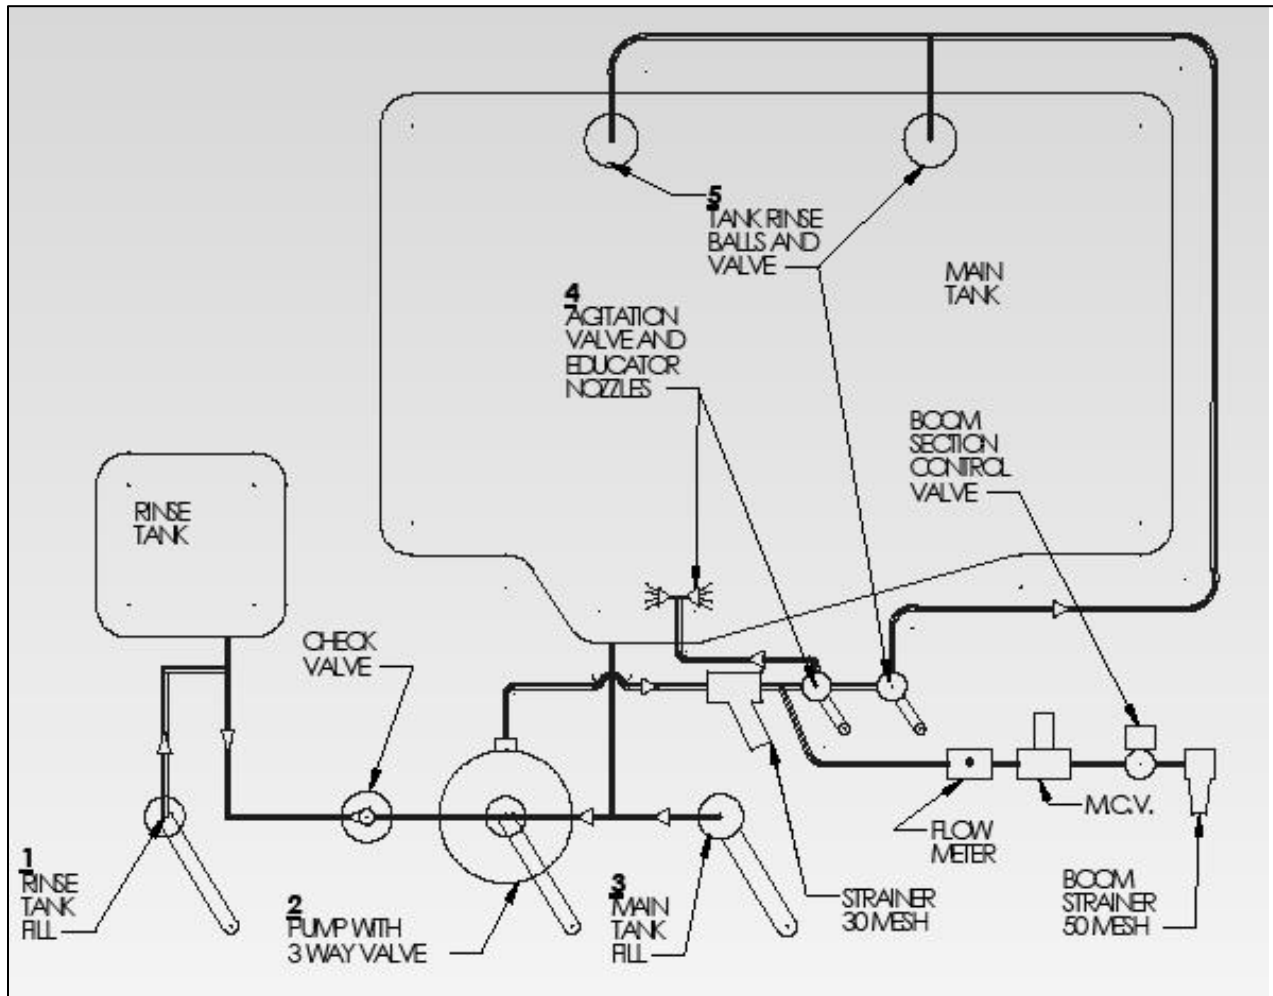 5
TANK RINSE
BALLS AND
VALVE
MAIN
TANK
4
AGITATION
VALVE AND
EDUCATOR
NOZZLES
BOOM
SECTION
CONTROL
VALVE
RINSE
TANK
CHECK
VALVE
1
RINSE
TANK
FILL
2
PUMP WITH
3 WAY VALVE
3
MAIN
TANK
FILL
STRAINER
30 MESH
FLOW
METER
M.C.V.
BOOM
STRAINER
50 MESH